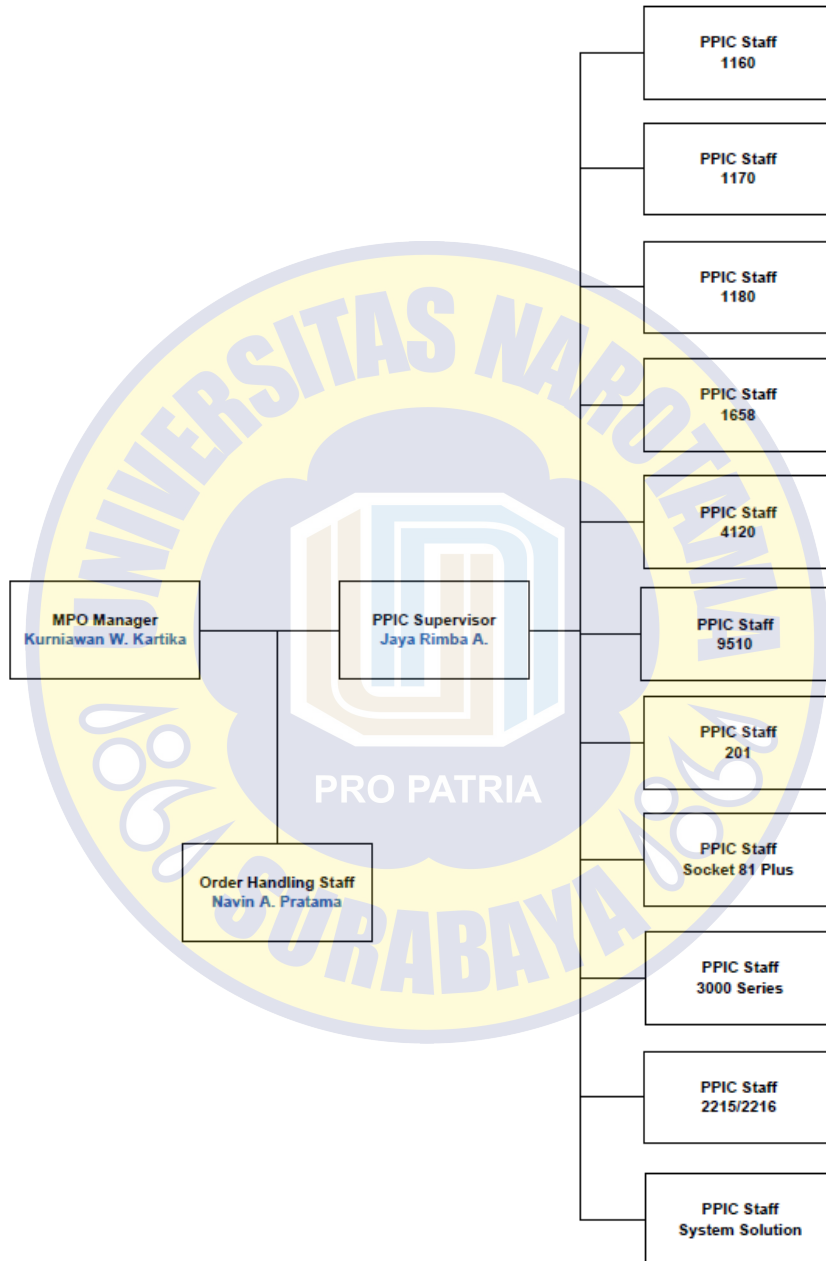 PPIC Staff
1160
PPIC Staff
1170
PPIC Staff
1180
PPIC Staff
1658
PPIC Staff
4120
MPO Manager
Kurniawan W. Kartika
PPIC Supervisor
Jaya Rimba A.
PPIC Staff
9510
PPIC Staff
201
PPIC Staff
Socket 81 Plus
Order Handling Staff
Navin A. Pratama
PPIC Staff
3000 Series
PPIC Staff
2215/2216
PPIC Staff
System Solution
UNIVERSITAS NAROTAMA
PRO PATRIA
SURABAYA